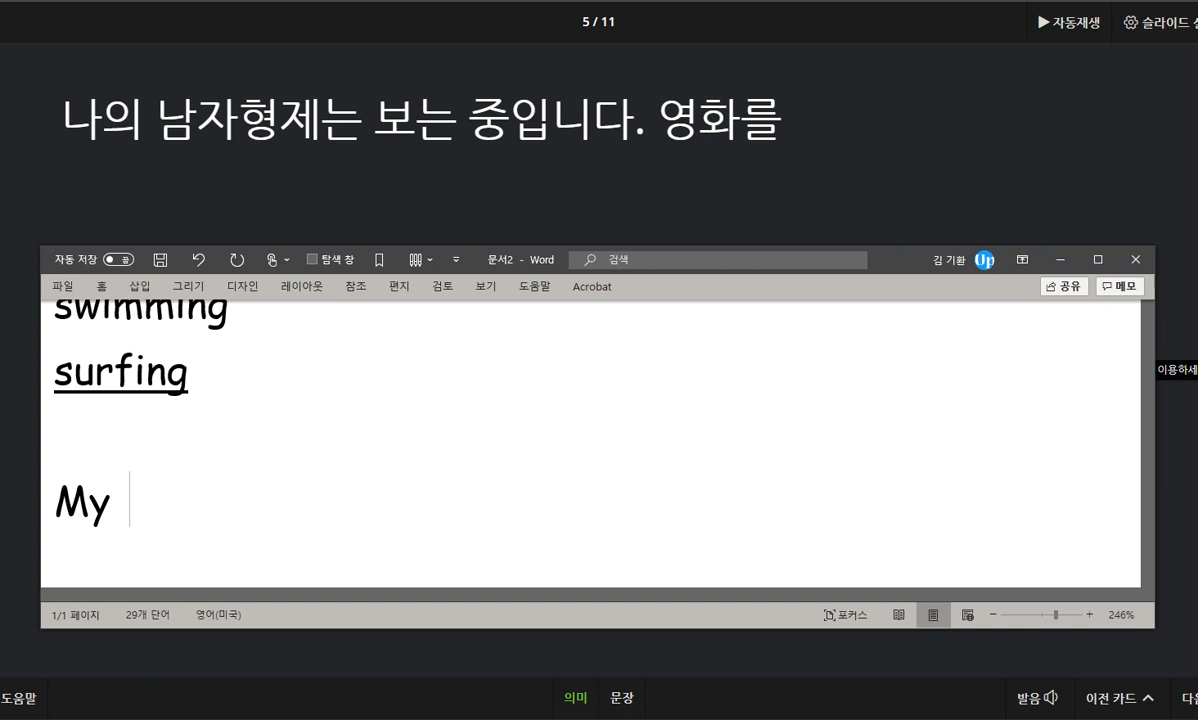 5 / 11
자동재생
슬라이드
나의 남자형제는 보는 중입니다. 영화를
자동 저장 끔
탐색 창
문서2 - Word
검색
김 기환
Up
파일 홈 삽입 그리기 디자인 레이아웃 참조 편지 검토 보기 도움말 Acrobat
공유 메모
swimming
surfing
이용하세
My
1/1 페이지 29개 단어 영어(미국)
포커스
246%
도움말
의미 문장
발음
이전 카드